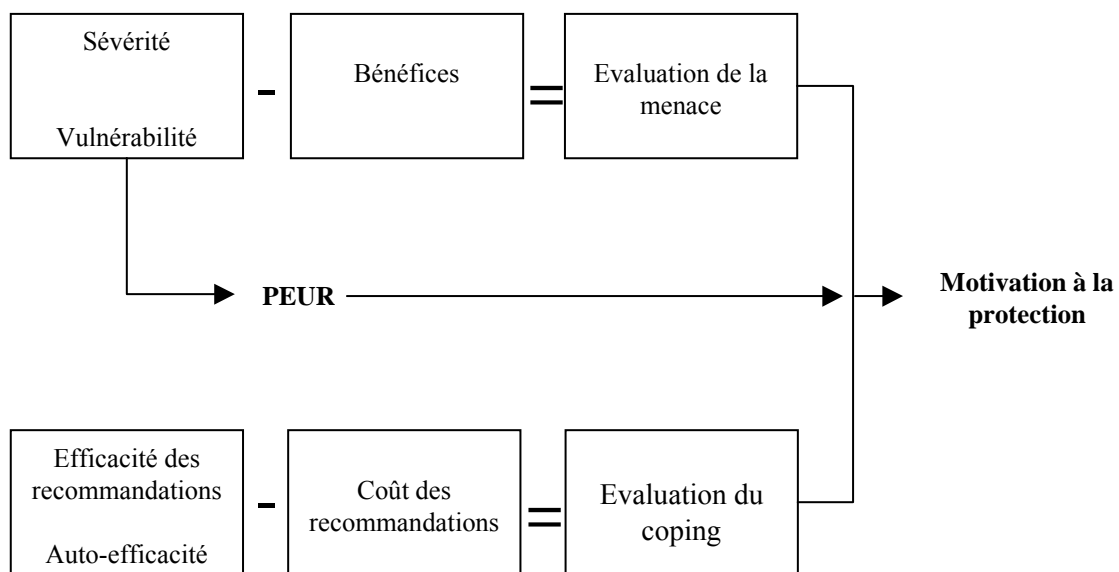 Sévérité
Vulnérabilité
-
Bénéfices
=
Evaluation de la
menace
PEUR
Motivation à la
protection
Efficacité des
recommandations
Auto-efficacité
-
Coût des
recommandations
=
Evaluation du
coping